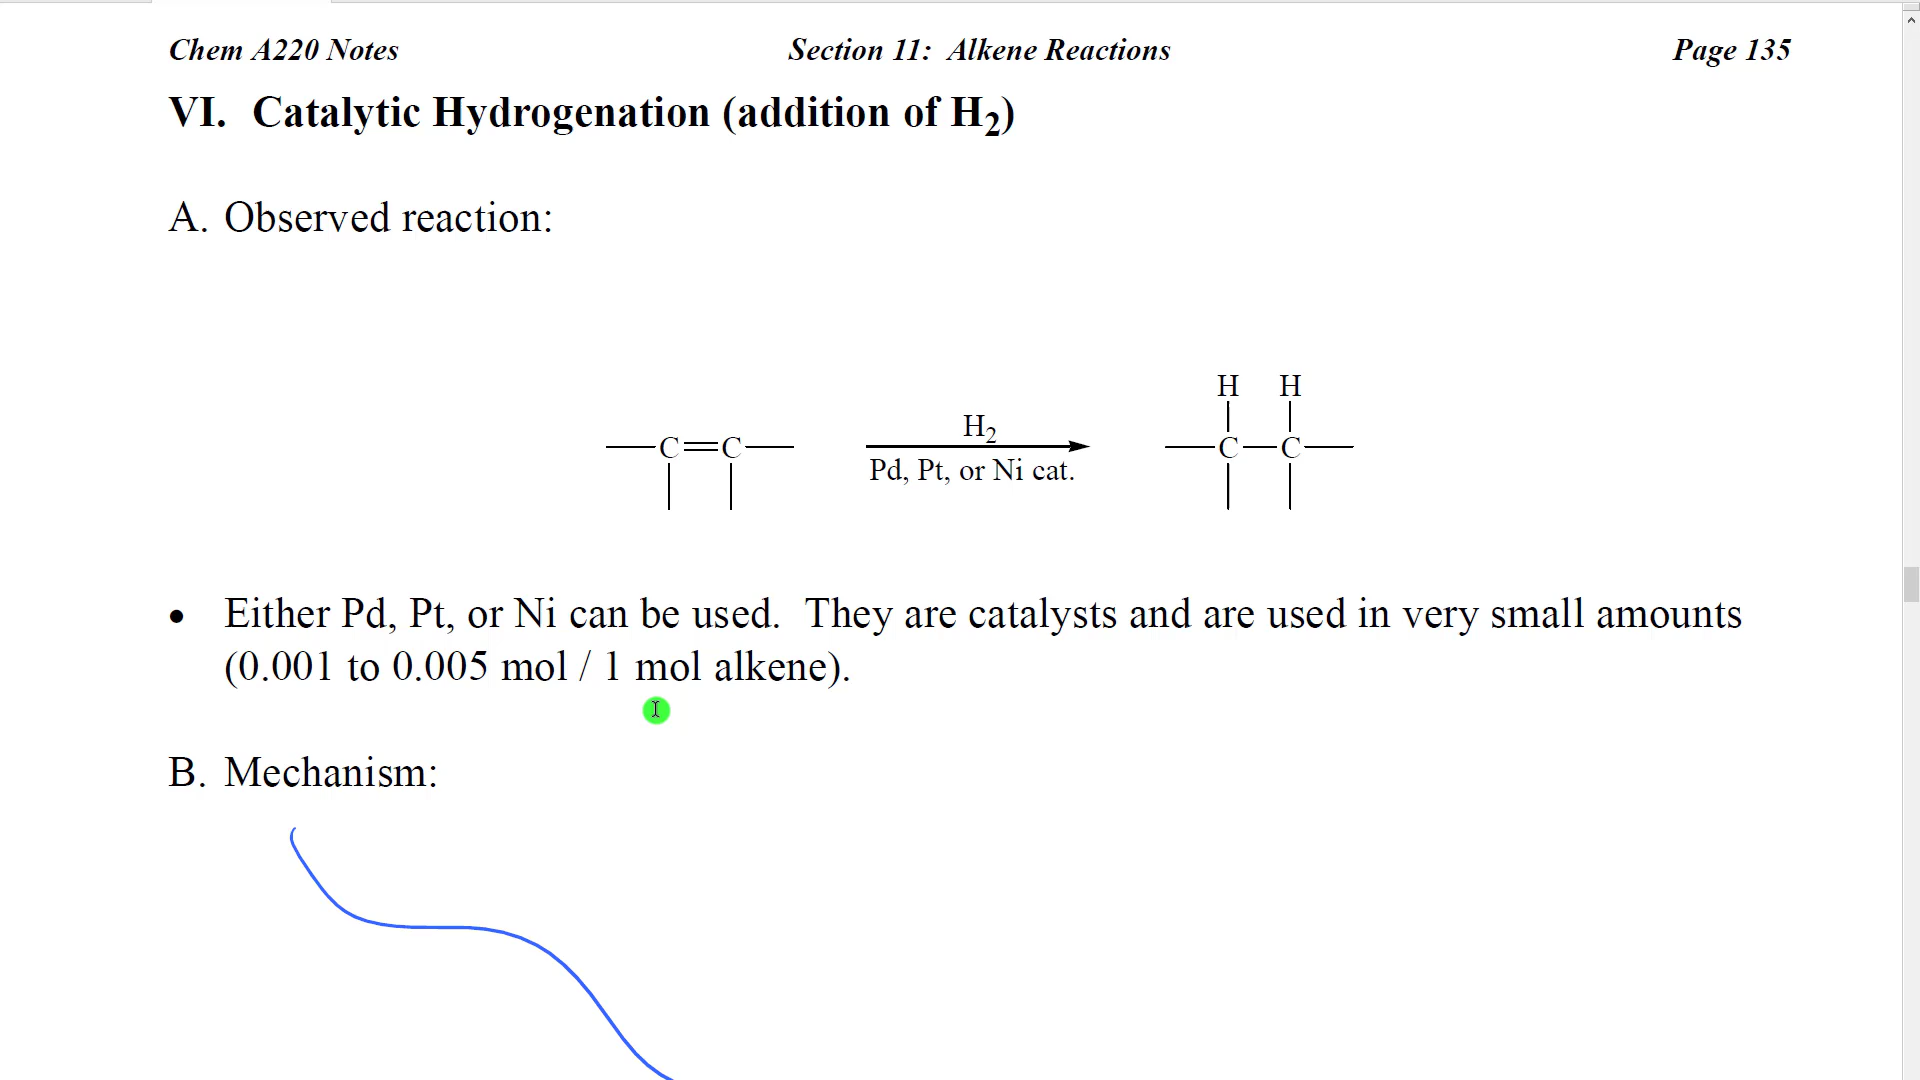 Chem A220 Notes Section 11: Alkene Reactions Page 135
VI. Catalytic Hydrogenation (addition of H₂)
A. Observed reaction:
H H
H₂
C C C C
Pd, Pt, or Ni cat.
• Either Pd, Pt, or Ni can be used. They are catalysts and are used in very small amounts
(0.001 to 0.005 mol / 1 mol alkene).
B. Mechanism: